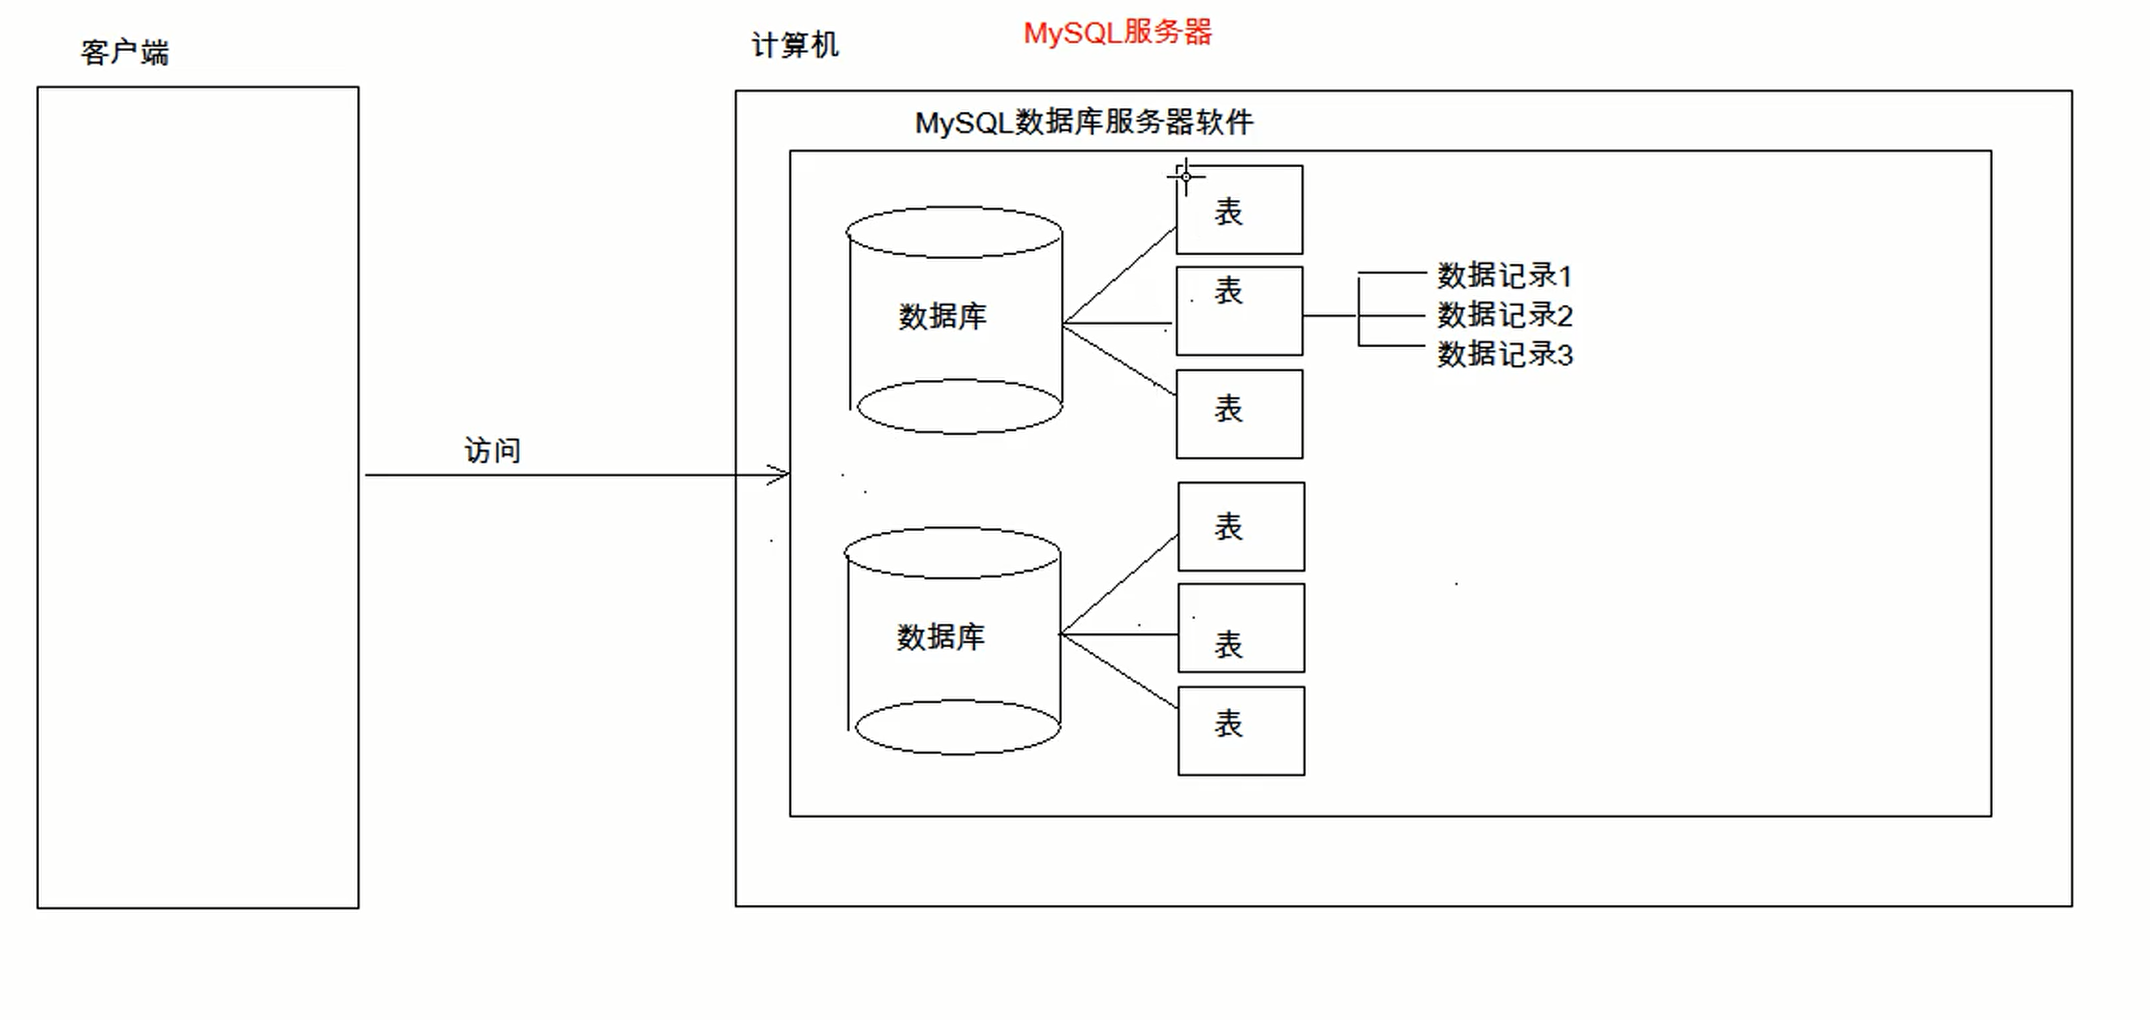 客户端
计算机
MySQL服务器
MySQL数据库服务器软件
表
数据库
表
数据记录1
数据记录2
数据记录3
表
访问
表
数据库
表
表